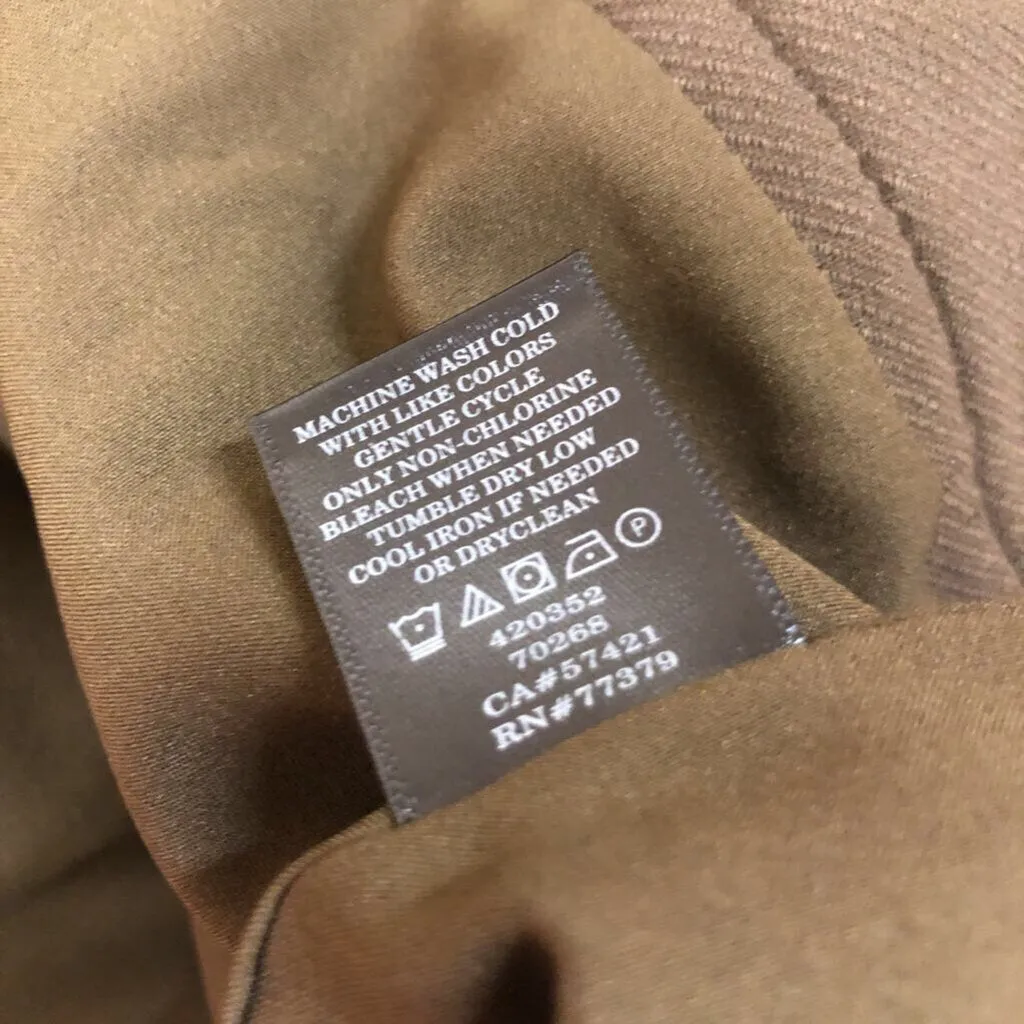 MACHINE WASH COLD
WITH LIKE COLORS
GENTLE CYCLE
ONLY NON-CHLORINE
BLEACH WHEN NEEDED
TUMBLE DRY LOW
COOL IRON IF NEEDED
OR DRYCLEAN
P
420352
70268
CA#57421
RN#77379